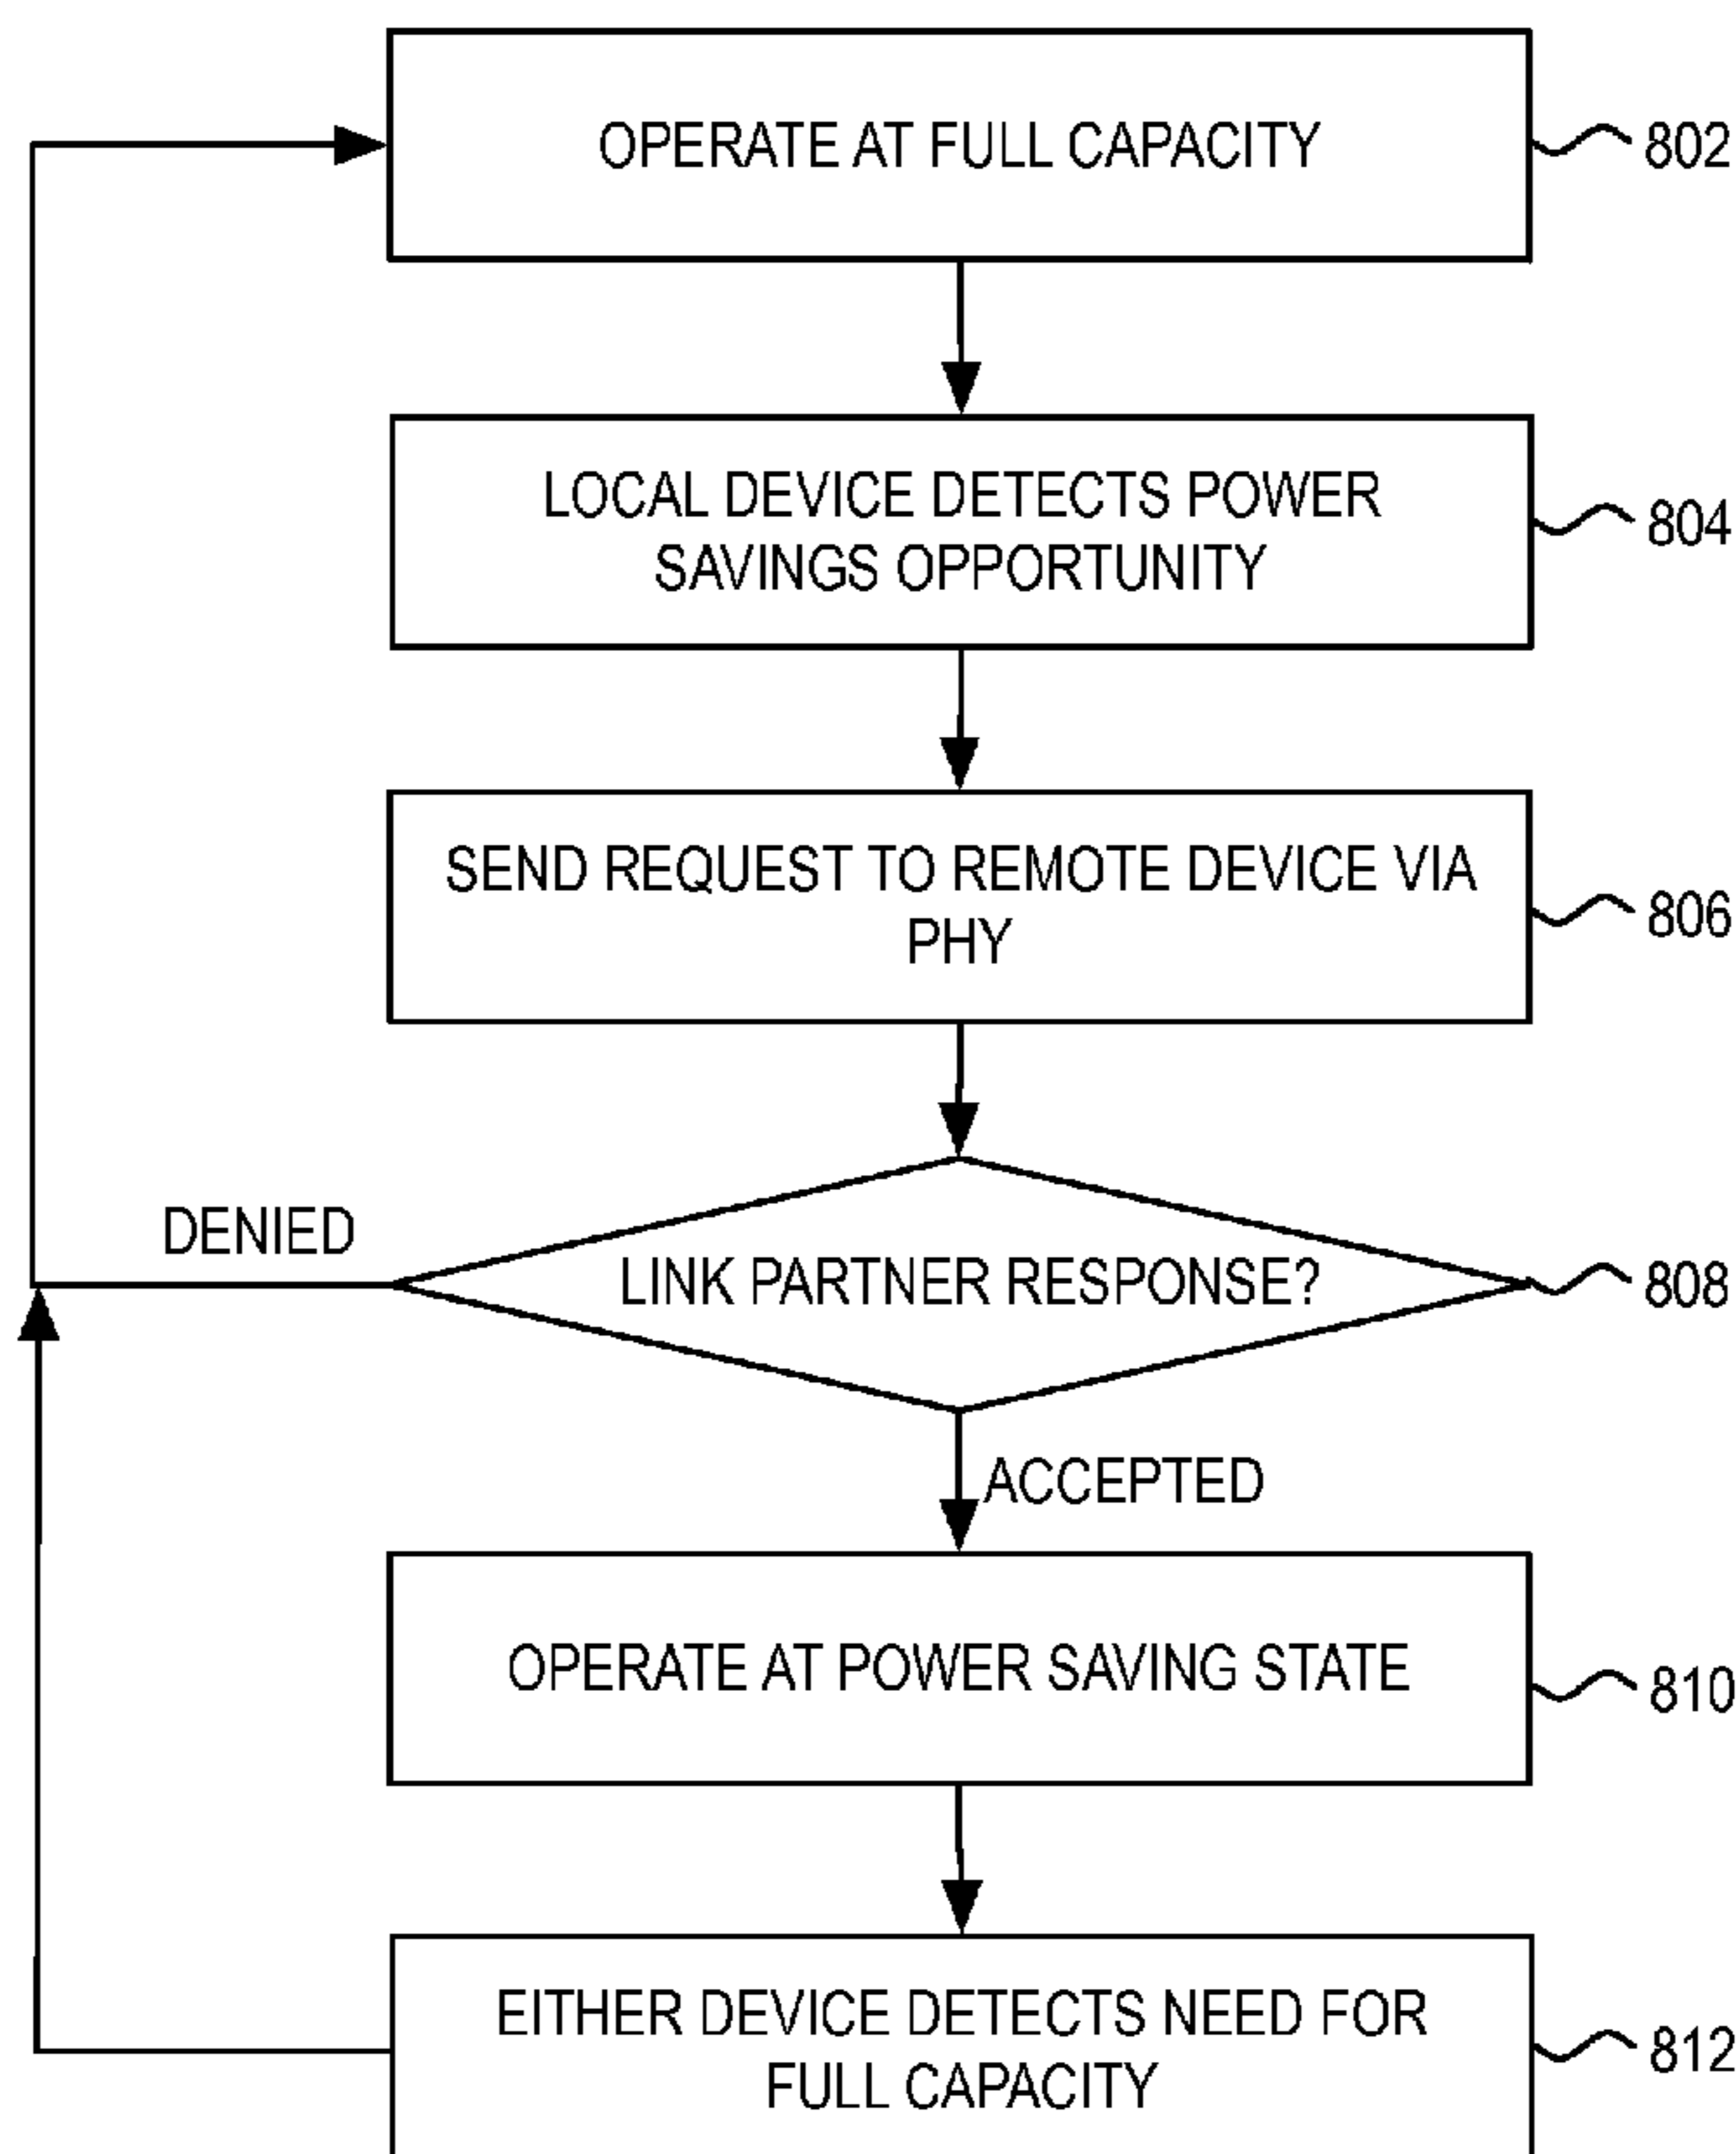 OPERATE AT FULL CAPACITY
802
LOCAL DEVICE DETECTS POWER
SAVINGS OPPORTUNITY
804
SEND REQUEST TO REMOTE DEVICE VIA
PHY
806
DENIED
LINK PARTNER RESPONSE?
808
ACCEPTED
OPERATE AT POWER SAVING STATE
810
EITHER DEVICE DETECTS NEED FOR
FULL CAPACITY
812